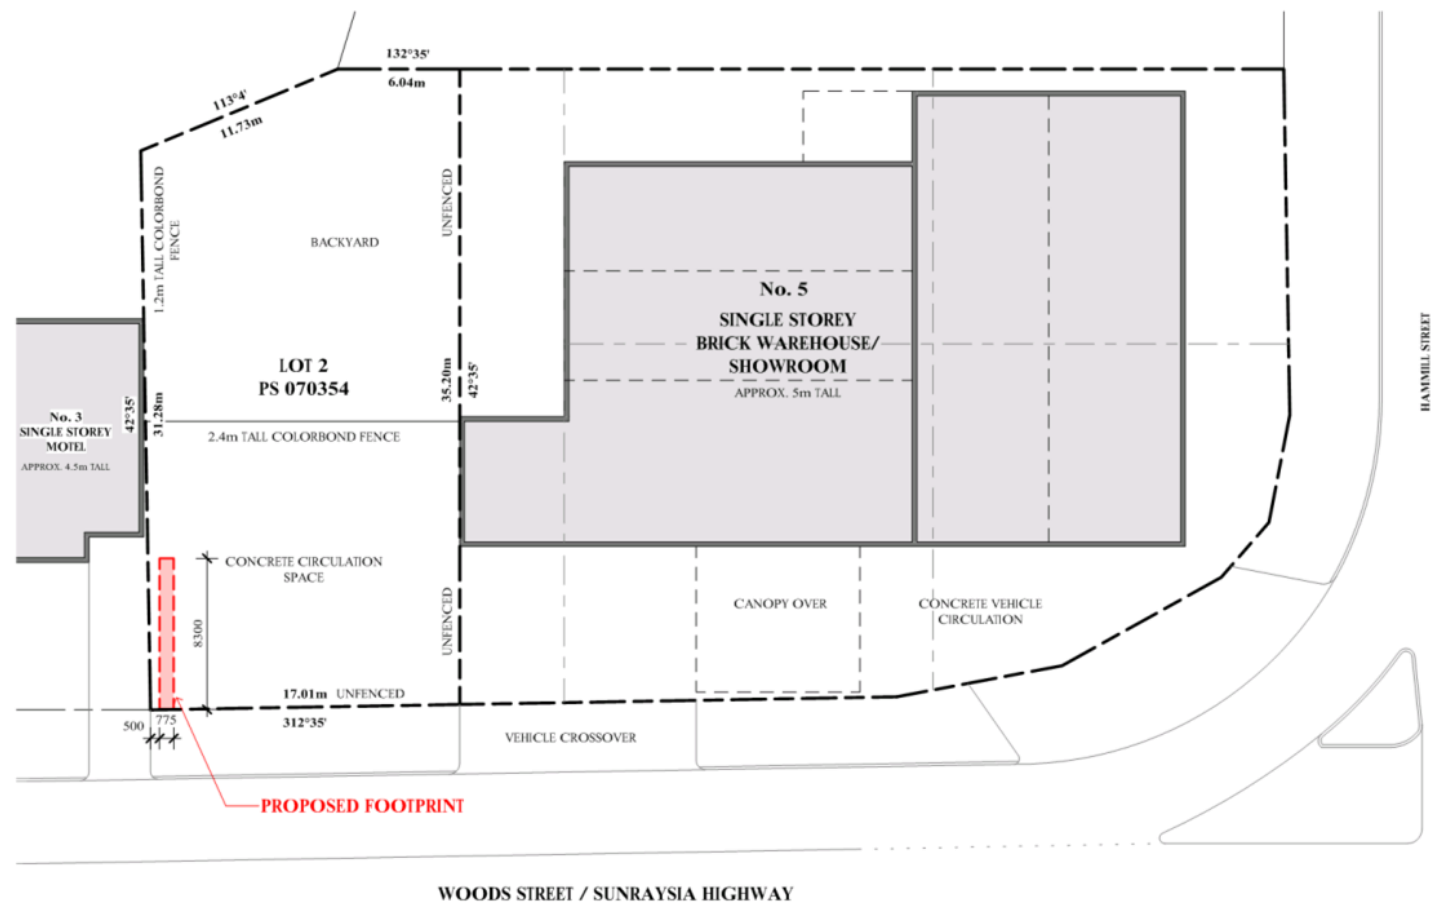 132°35'
6.04m
113°4'
11.73m
1.2m TALL COLORBOND
FENCE
UNFENCED
BACKYARD
No. 5
SINGLE STOREY
BRICK WAREHOUSE/
SHOWROOM
APPROX. 5m TALL
HAMMILL STREET
LOT 2
PS 070354
35.20m
42°35'
42°35'
31.28m
No. 3
SINGLE STOREY
MOTEL
APPROX. 4.5m TALL
2.4m TALL COLORBOND FENCE
CONCRETE CIRCULATION
SPACE
8300
UNFENCED
CANOPY OVER
CONCRETE VEHICLE
CIRCULATION
17.01m UNFENCED
312°35'
500
775
VEHICLE CROSSOVER
PROPOSED FOOTPRINT
WOODS STREET / SUNRAYSIA HIGHWAY